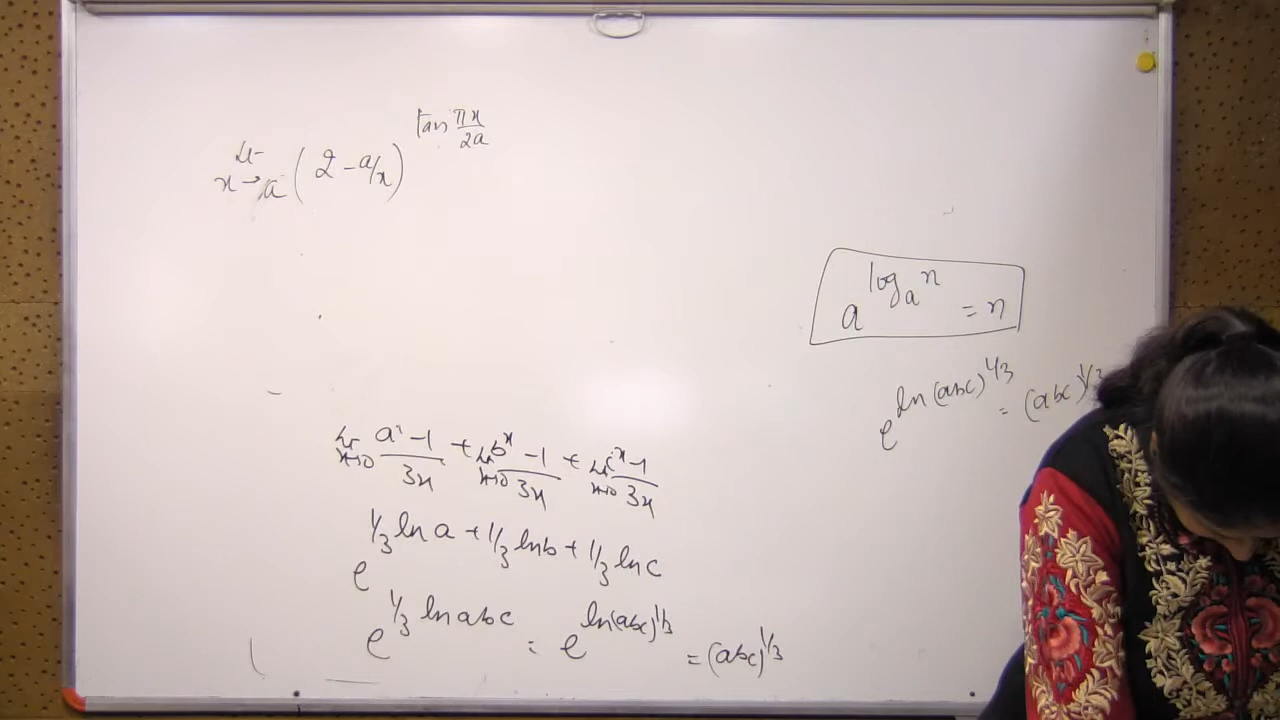 Lt x→a (2 - a/x)^tan πx/2a
a^log_a n = n
e^ln(abc)^1/3 = (abc)^1/3
Lt x→0 a^x - 1 / 3x + Lt x→0 b^x - 1 / 3x + Lt x→0 c^x - 1 / 3x
e^1/3 ln a + 1/3 ln b + 1/3 ln c
e^1/3 ln abc = e^ln(abc)^1/3 = (abc)^1/3